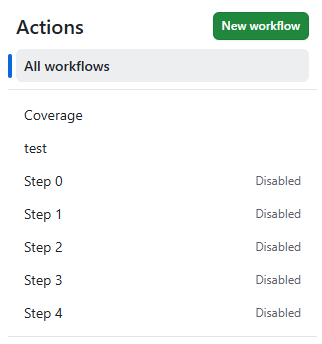 Actions
New workflow
All workflows
Coverage
test
Step 0 Disabled
Step 1 Disabled
Step 2 Disabled
Step 3 Disabled
Step 4 Disabled